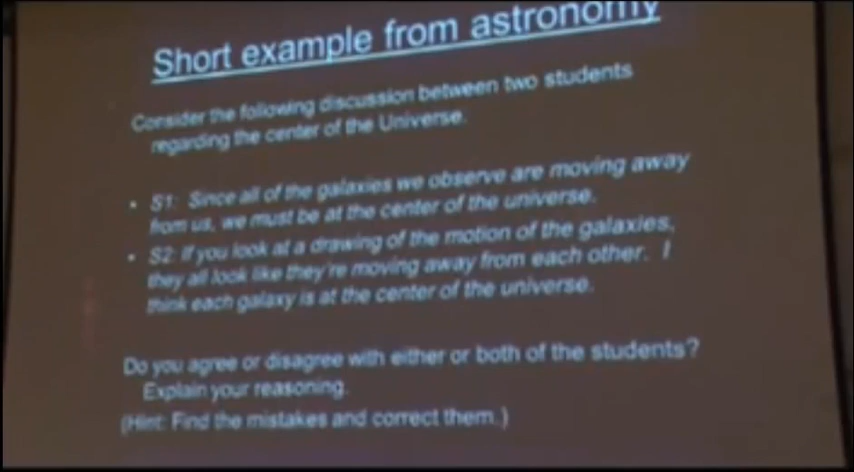 Short example from astronomy
Consider the following discussion between two students
regarding the center of the Universe.
• S1: Since all of the galaxies we observe are moving away
from us, we must be at the center of the universe.
• S2: If you look at a drawing of the motion of the galaxies,
they all look like they're moving away from each other. I
think each galaxy is at the center of the universe.
Do you agree or disagree with either or both of the students?
Explain your reasoning.
(Hint: Find the mistakes and correct them.)